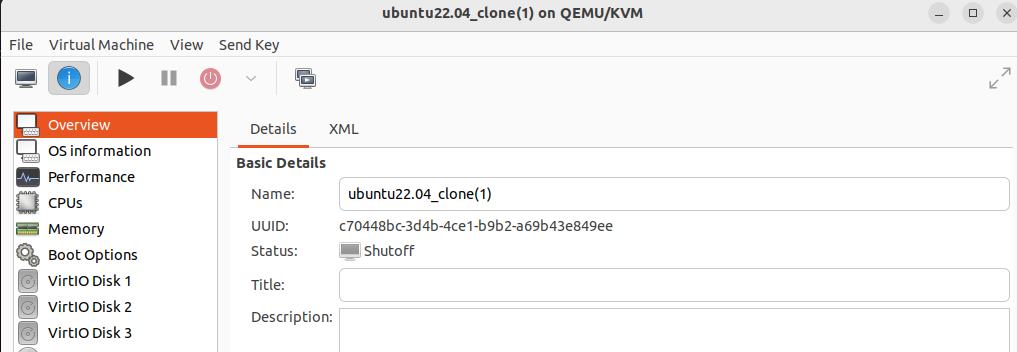 ubuntu22.04_clone(1) on QEMU/KVM
File Virtual Machine View Send Key
Overview
OS information
Performance
CPUs
Memory
Boot Options
VirtIO Disk 1
VirtIO Disk 2
VirtIO Disk 3
Details XML
Basic Details
Name: ubuntu22.04_clone(1)
UUID: c70448bc-3d4b-4ce1-b9b2-a69b43e849ee
Status: Shutoff
Title:
Description: